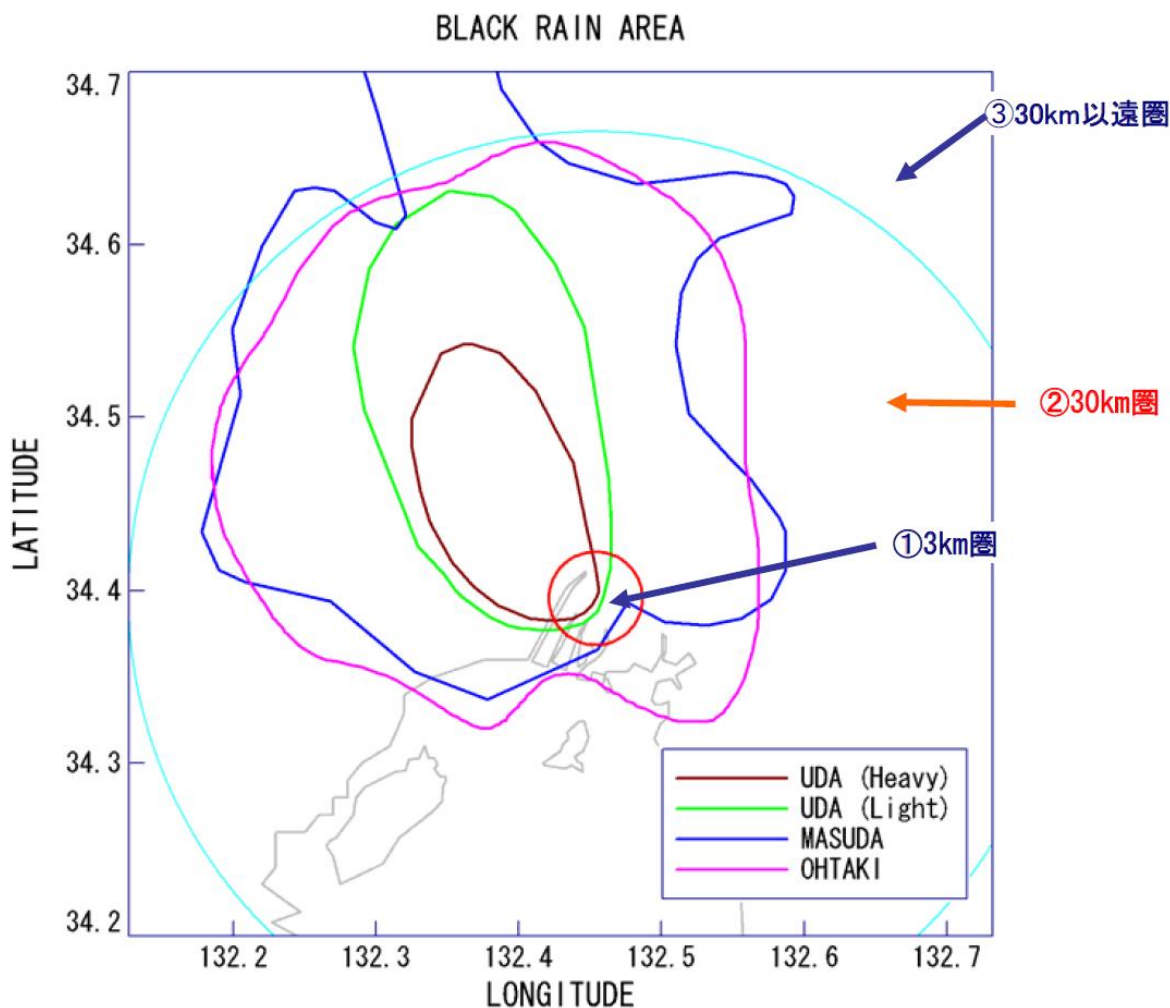 BLACK RAIN AREA
34.7
③30km以遠圏
34.6
34.5
②30km圏
LATITUDE
①3km圏
34.4
34.3
UDA (Heavy)
UDA (Light)
MASUDA
OHTAKI
34.2
132.2 132.3 132.4 132.5 132.6 132.7
LONGITUDE